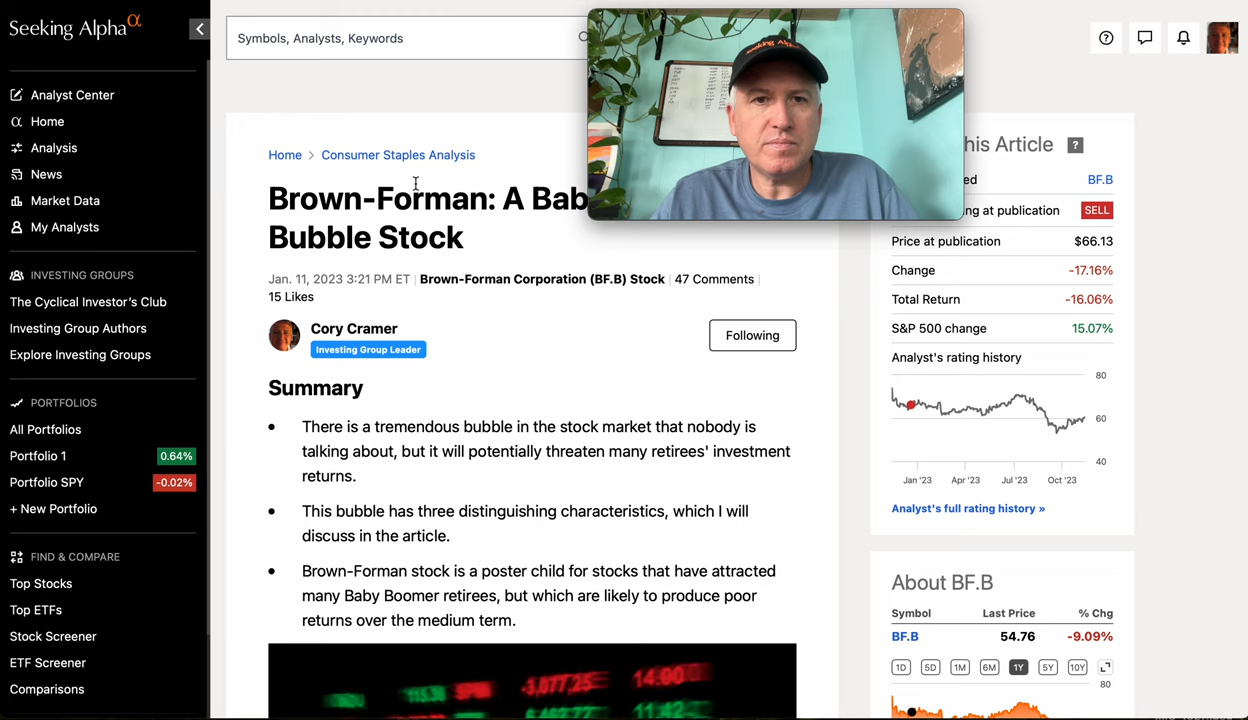 Seeking Alpha α
Analyst Center
Home
Analysis
News
Market Data
My Analysts
INVESTING GROUPS
The Cyclical Investor's Club
Investing Group Authors
Explore Investing Groups
PORTFOLIOS
All Portfolios
Portfolio 1 0.64%
Portfolio SPY -0.02%
+ New Portfolio
FIND & COMPARE
Top Stocks
Top ETFs
Stock Screener
ETF Screener
Comparisons
Symbols, Analysts, Keywords
Seeking Alpha
Home > Consumer Staples Analysis
Brown-Forman: A Bab
Bubble Stock
Jan. 11, 2023 3:21 PM ET | Brown-Forman Corporation (BF.B) Stock | 47 Comments |
15 Likes
Cory Cramer
Investing Group Leader
Following
Summary
• There is a tremendous bubble in the stock market that nobody is
talking about, but it will potentially threaten many retirees' investment
returns.
• This bubble has three distinguishing characteristics, which I will
discuss in the article.
• Brown-Forman stock is a poster child for stocks that have attracted
many Baby Boomer retirees, but which are likely to produce poor
returns over the medium term.
-3,077,25 14.00
11.42
his Article ?
ed BF.B
ng at publication SELL
Price at publication $66.13
Change -17.16%
Total Return -16.06%
S&P 500 change 15.07%
Analyst's rating history
80
60
40
Jan '23 Apr '23 Jul '23 Oct '23
Analyst's full rating history »
About BF.B
Symbol Last Price % Chg
BF.B 54.76 -9.09%
1D 5D 1M 6M 1Y 5Y 10Y
80